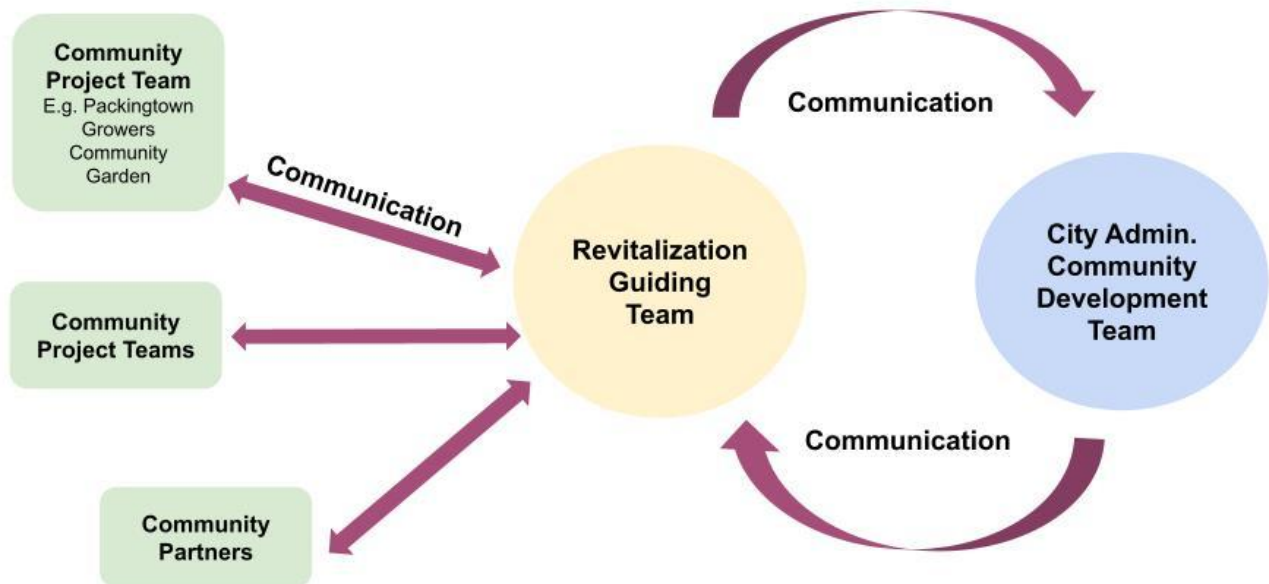 Community
Project Team
E.g. Packingtown
Growers
Community
Garden
Communication
Community
Project Teams
Community
Partners
Revitalization
Guiding
Team
Communication
City Admin.
Community
Development
Team
Communication